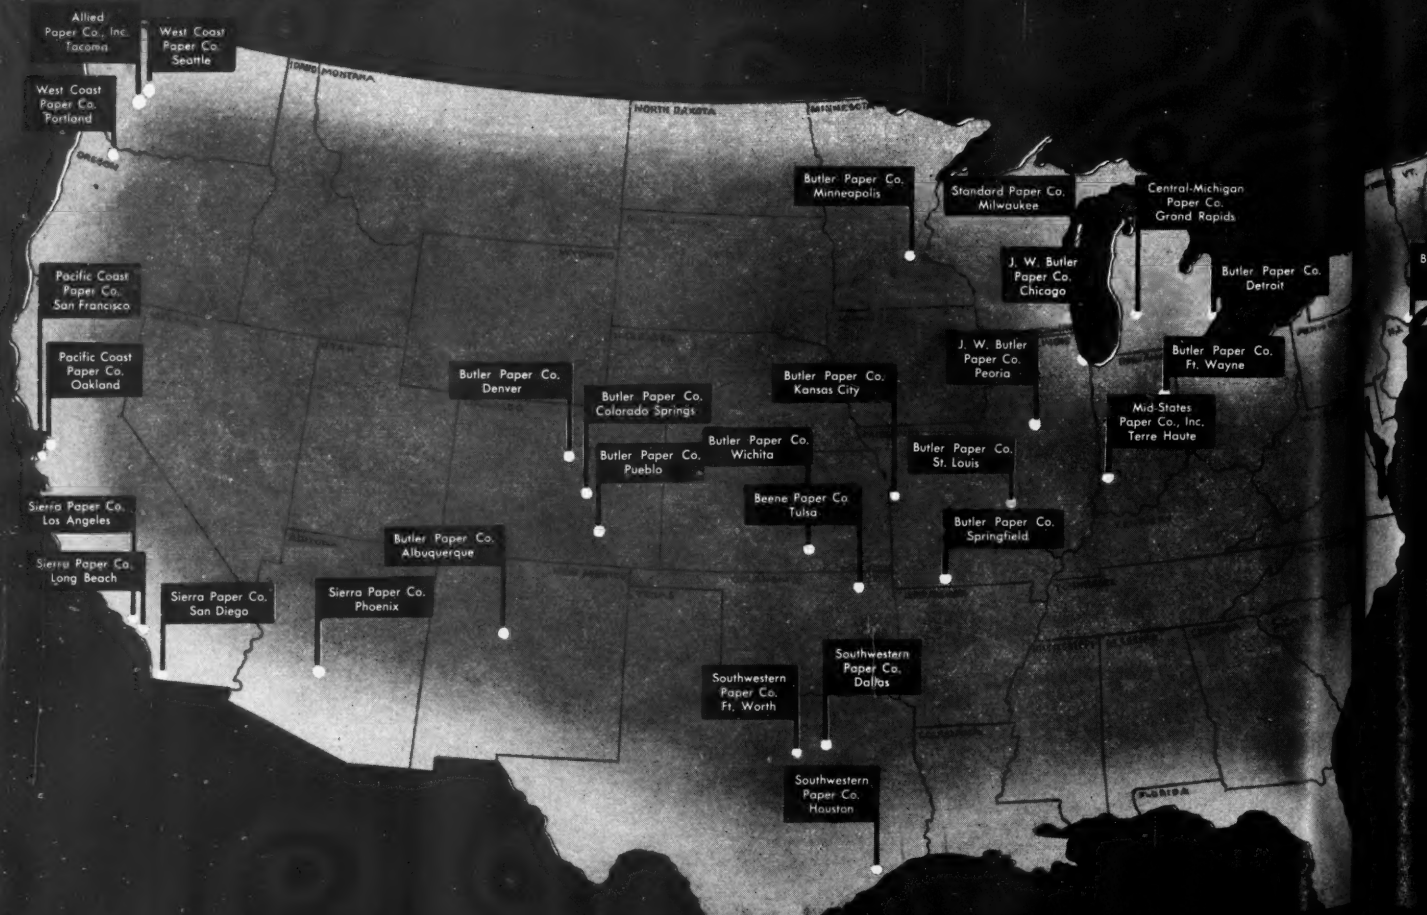 Allied
Paper Co., Inc.
Tacoma
West Coast
Paper Co.
Seattle
West Coast
Paper Co.
Portland
IDAHO
MONTANA
NORTH DAKOTA
MINNESOTA
OREGON
VT.
Butler Paper Co.
Minneapolis
Standard Paper Co.
Milwaukee
Central-Michigan
Paper Co.
Grand Rapids
J. W. Butler
Paper Co.
Chicago
Butler Paper Co.
Detroit
B
Pacific Coast
Paper Co.
San Francisco
Pacific Coast
Paper Co.
Oakland
J. W. Butler
Paper Co.
Peoria
Butler Paper Co.
Ft. Wayne
Butler Paper Co.
Denver
Butler Paper Co.
Colorado Springs
Butler Paper Co.
Kansas City
Mid-States
Paper Co., Inc.
Terre Haute
Butler Paper Co.
Pueblo
Butler Paper Co.
Wichita
Butler Paper Co.
St. Louis
Sierra Paper Co.
Los Angeles
Beene Paper Co.
Tulsa
Butler Paper Co.
Springfield
Butler Paper Co.
Albuquerque
Sierra Paper Co.
Long Beach
Sierra Paper Co.
San Diego
Sierra Paper Co.
Phoenix
Southwestern
Paper Co.
Dallas
Southwestern
Paper Co.
Ft. Worth
Southwestern
Paper Co.
Houston
FLORIDA